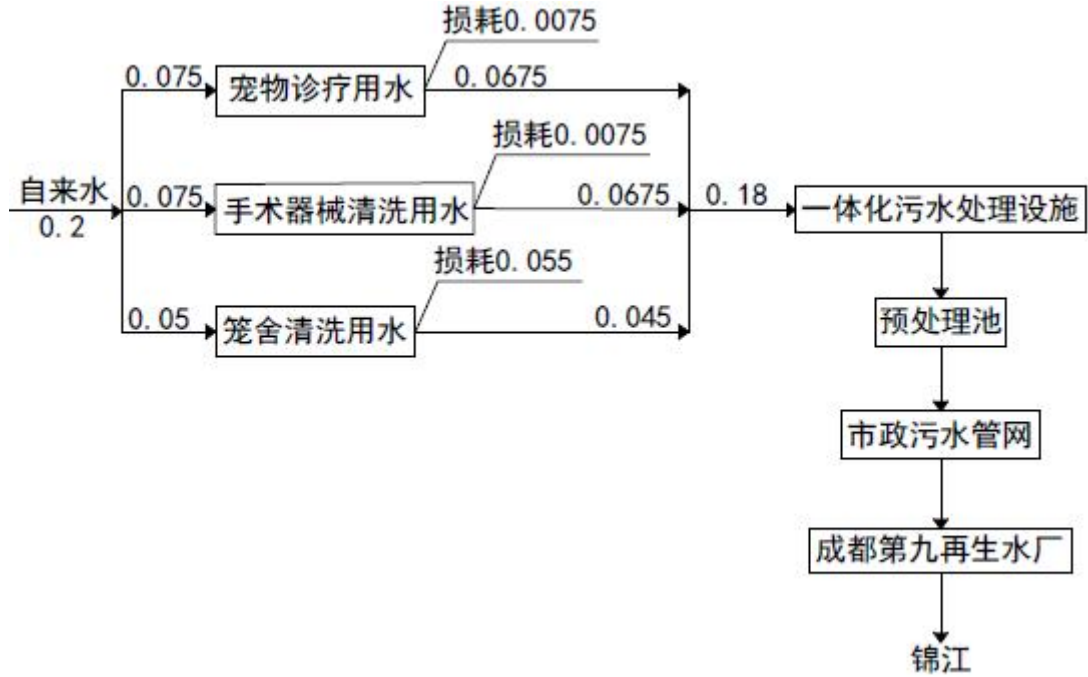 损耗0.0075
0.075
宠物诊疗用水
0.0675
损耗0.0075
自来水
0.2
0.075
手术器械清洗用水
0.0675
0.18
一体化污水处理设施
损耗0.055
0.05
笼舍清洗用水
0.045
预处理池
市政污水管网
成都第九再生水厂
锦江